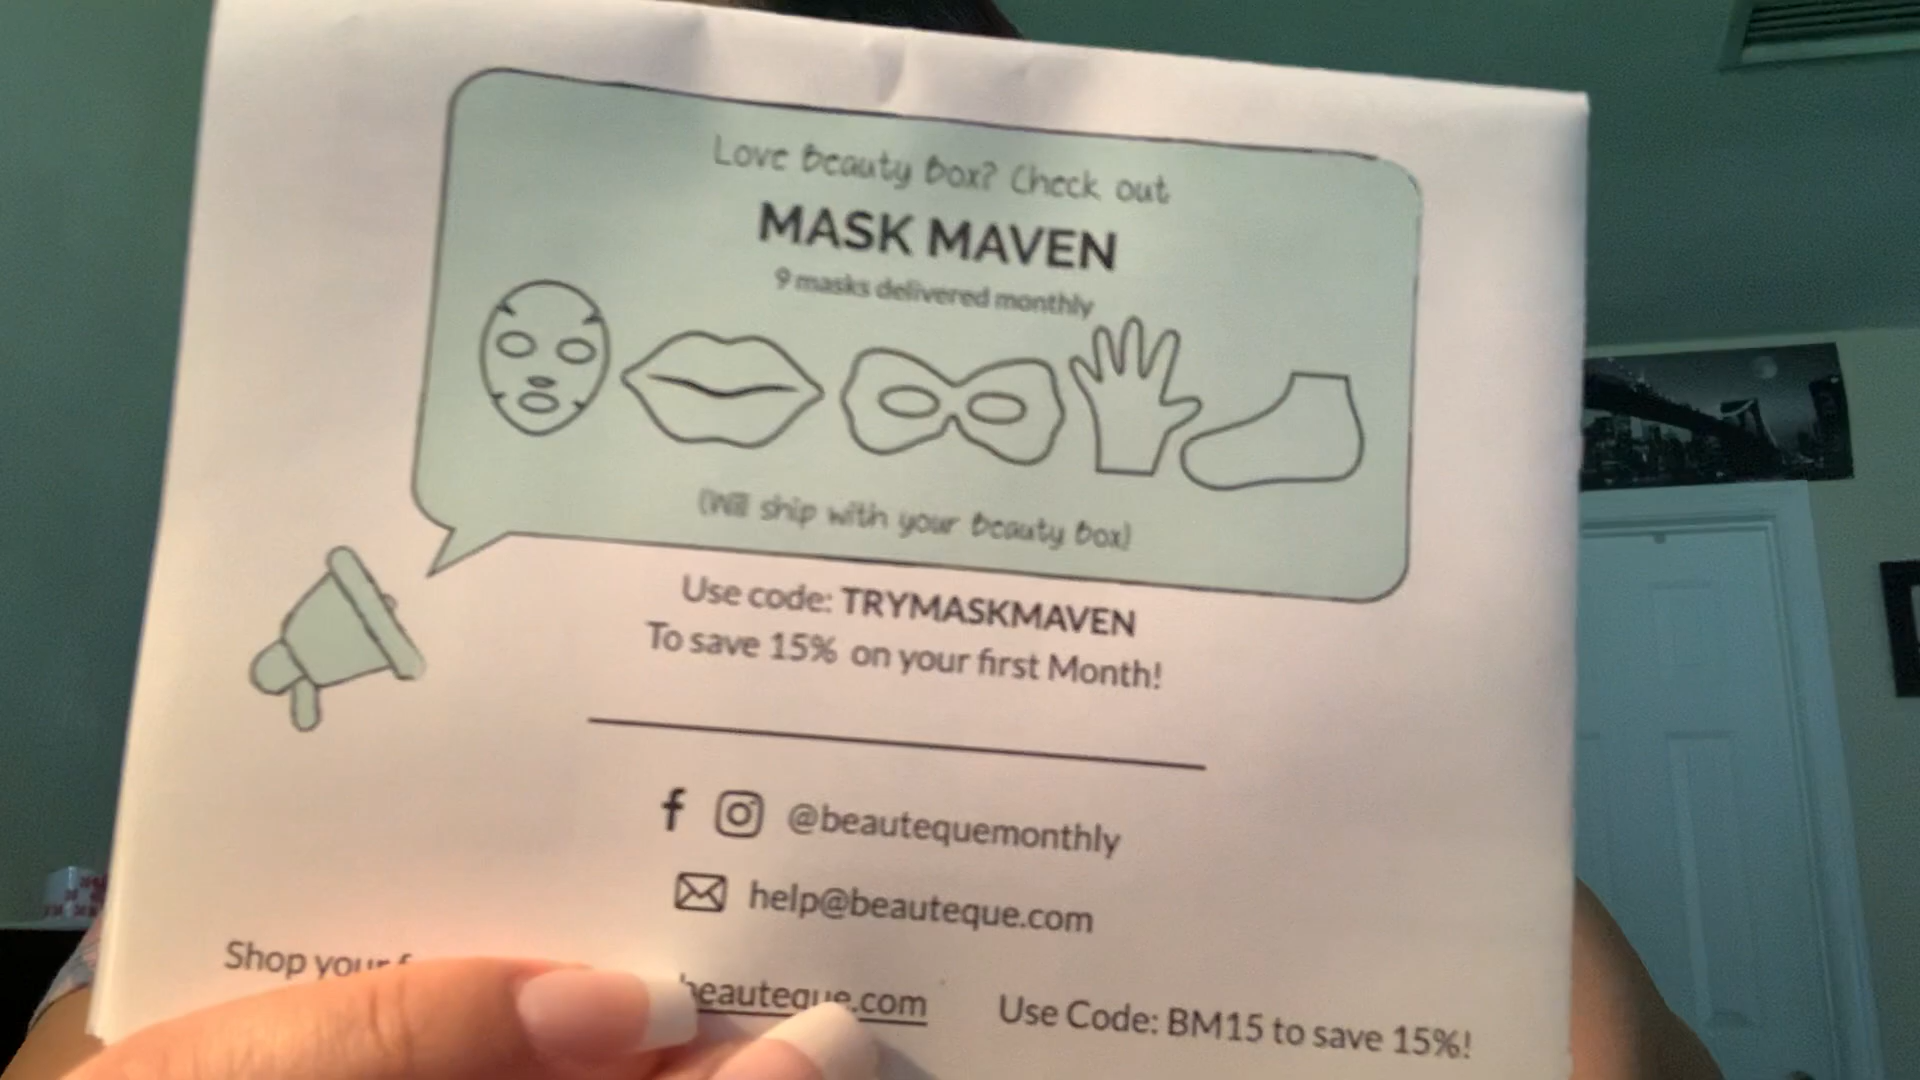 Love beauty box? Check out
MASK MAVEN
9 masks delivered monthly
(Will ship with your beauty box)
Use code: TRYMASKMAVEN
To save 15% on your first Month!
@beautequemonthly
help@beauteque.com
Shop your
beauteque.com
Use Code: BM15 to save 15%!